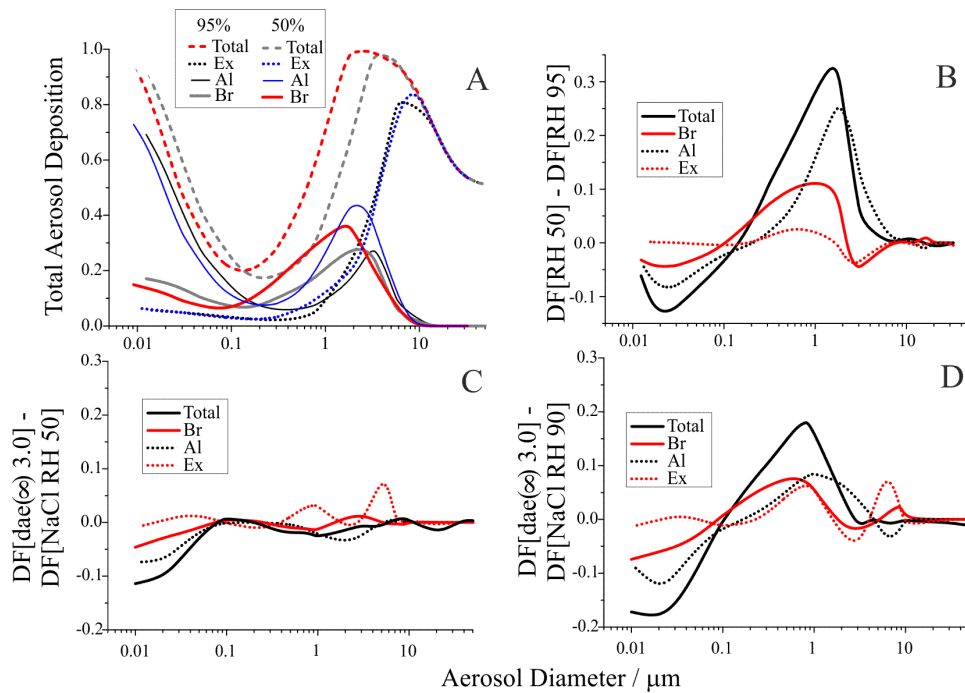 95% 50%
Total Total
Ex Ex
Al Al
Br Br
A
Total Aerosol Deposition
1.0
0.8
0.6
0.4
0.2
0.0
0.01 0.1 1 10
B
Total
Br
Al
Ex
DF[RH 50] - DF[RH 95]
0.3
0.2
0.1
0.0
-0.1
0.01 0.1 1 10
C
Total
Br
Al
Ex
DF[dae(∞) 3.0] -
DF[NaCl RH 50]
0.3
0.2
0.1
0.0
-0.1
-0.2
0.01 0.1 1 10
D
Total
Br
Al
Ex
DF[dae(∞) 3.0] -
DF[NaCl RH 90]
0.3
0.2
0.1
0.0
-0.1
-0.2
0.01 0.1 1 10
Aerosol Diameter / μm